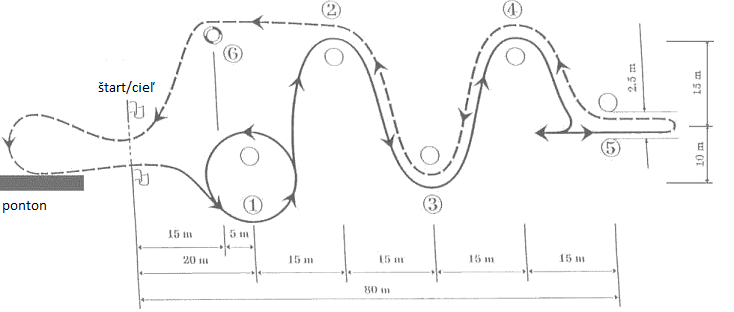 ② ④
⑥
štart/cieľ
2.5 m
15 m
10 m
⑤
ponton
① ③
15 m 5 m
20 m 15 m 15 m 15 m 15 m
80 m